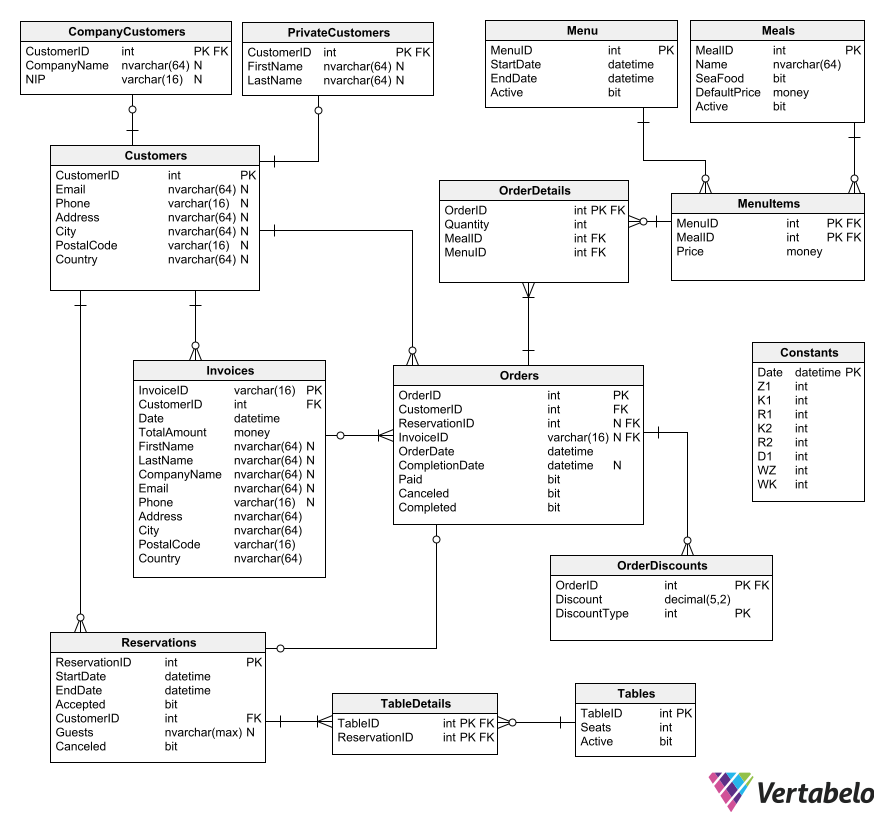 CompanyCustomers
CustomerID int PK FK
CompanyName nvarchar(64) N
NIP varchar(16) N
PrivateCustomers
CustomerID int PK FK
FirstName nvarchar(64) N
LastName nvarchar(64) N
Menu
MenuID int PK
StartDate datetime
EndDate datetime
Active bit
Meals
MealID int PK
Name nvarchar(64)
SeaFood bit
DefaultPrice money
Active bit
Customers
CustomerID int PK
Email nvarchar(64) N
Phone varchar(16) N
Address nvarchar(64) N
City nvarchar(64) N
PostalCode varchar(16) N
Country nvarchar(64) N
OrderDetails
OrderID int PK FK
Quantity int
MealID int FK
MenuID int FK
MenuItems
MenuID int PK FK
MealID int PK FK
Price money
Invoices
InvoiceID varchar(16) PK
CustomerID int FK
Date datetime
TotalAmount money
FirstName nvarchar(64) N
LastName nvarchar(64) N
CompanyName nvarchar(64) N
Email nvarchar(64) N
Phone varchar(16) N
Address nvarchar(64)
City nvarchar(64)
PostalCode varchar(16)
Country nvarchar(64)
Orders
OrderID int PK
CustomerID int FK
ReservationID int N FK
InvoiceID varchar(16) N FK
OrderDate datetime
CompletionDate datetime N
Paid bit
Canceled bit
Completed bit
Constants
Date datetime PK
Z1 int
K1 int
R1 int
K2 int
R2 int
D1 int
WZ int
WK int
OrderDiscounts
OrderID int PK FK
Discount decimal(5,2)
DiscountType int PK
Reservations
ReservationID int PK
StartDate datetime
EndDate datetime
Accepted bit
CustomerID int FK
Guests nvarchar(max) N
Canceled bit
TableDetails
TableID int PK FK
ReservationID int PK FK
Tables
TableID int PK
Seats int
Active bit
Vertabelo